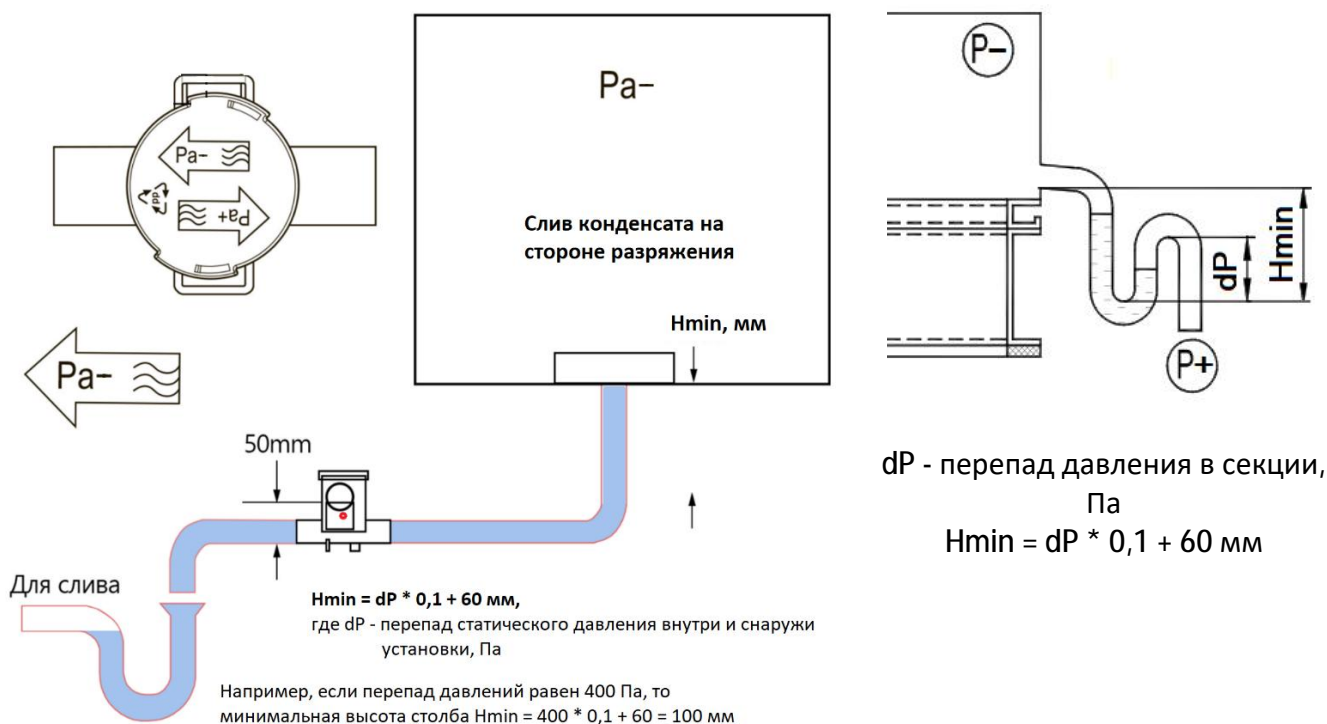 Pa-
Pa+
PP
Pa-
Pa-
Слив конденсата на
стороне разряжения
Hmin, мм
50mm
Для слива
Hmin = dP * 0,1 + 60 мм,
где dP - перепад статического давления внутри и снаружи
установки, Па
Например, если перепад давлений равен 400 Па, то
минимальная высота столба Hmin = 400 * 0,1 + 60 = 100 мм
P-
dP
Hmin
P+
dP - перепад давления в секции,
Па
Hmin = dP * 0,1 + 60 мм